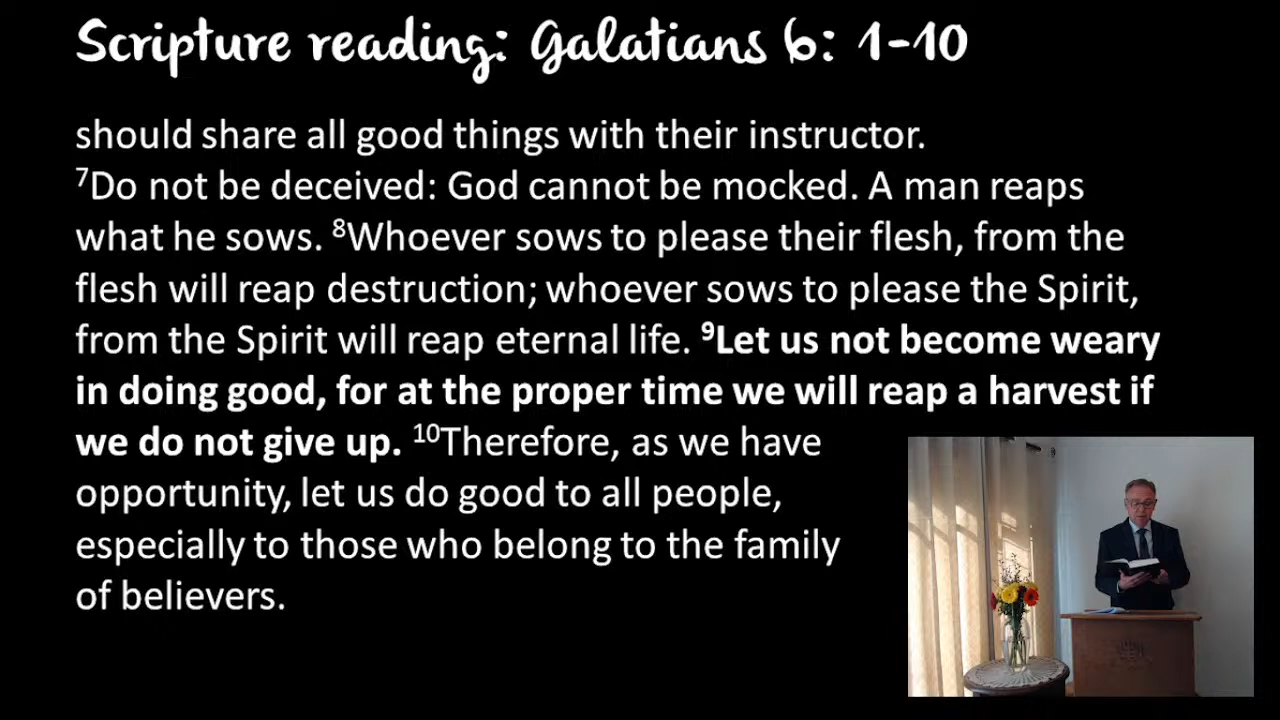 Scripture reading: Galatians 6: 1-10
should share all good things with their instructor.
⁷Do not be deceived: God cannot be mocked. A man reaps
what he sows. ⁸Whoever sows to please their flesh, from the
flesh will reap destruction; whoever sows to please the Spirit,
from the Spirit will reap eternal life. ⁹Let us not become weary
in doing good, for at the proper time we will reap a harvest if
we do not give up. ¹⁰Therefore, as we have
opportunity, let us do good to all people,
especially to those who belong to the family
of believers.